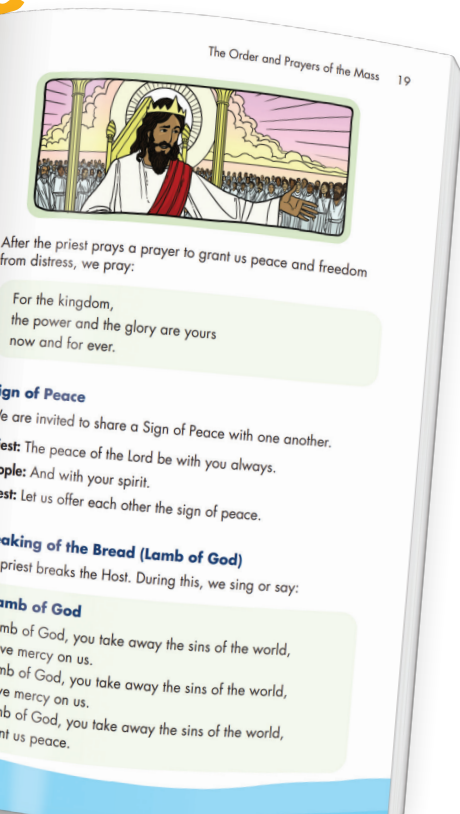 The Order and Prayers of the Mass 19
After the priest prays a prayer to grant us peace and freedom
from distress, we pray:
For the kingdom,
the power and the glory are yours
now and for ever.
ign of Peace
e are invited to share a Sign of Peace with one another.
est: The peace of the Lord be with you always.
ople: And with your spirit.
est: Let us offer each other the sign of peace.
aking of the Bread (Lamb of God)
priest breaks the Host. During this, we sing or say:
amb of God
mb of God, you take away the sins of the world,
ve mercy on us.
mb of God, you take away the sins of the world,
ve mercy on us.
mb of God, you take away the sins of the world,
nt us peace.